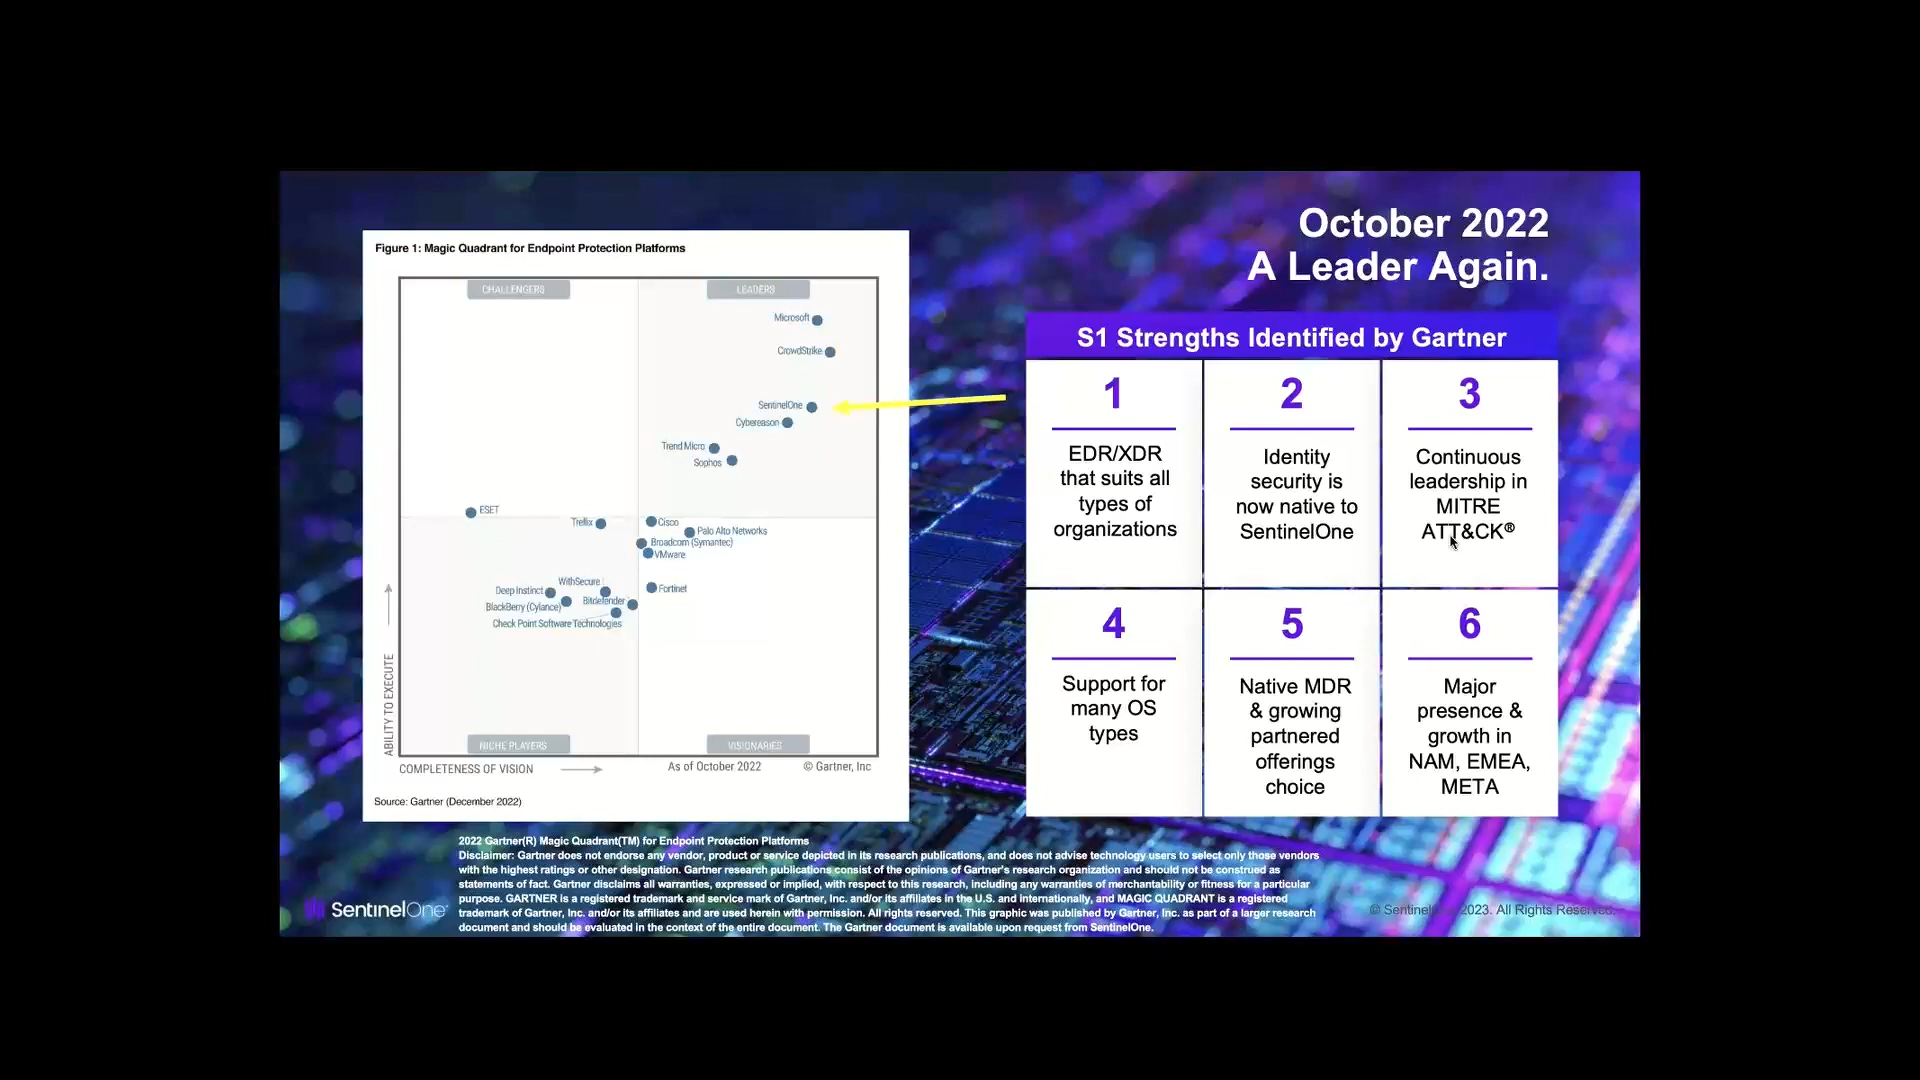 October 2022
A Leader Again.
Figure 1: Magic Quadrant for Endpoint Protection Platforms
CHALLENGERS
LEADERS
Microsoft
CrowdStrike
SentinelOne
Cybereason
Trend Micro
Sophos
ESET
Trellix
Cisco
Palo Alto Networks
Broadcom (Symantec)
VMware
WithSecure
Deep Instinct
Fortinet
BlackBerry (Cylance)
Bitdefender
Check Point Software Technologies
ABILITY TO EXECUTE
NICHE PLAYERS
VISIONARIES
COMPLETENESS OF VISION
As of October 2022
© Gartner, Inc
Source: Gartner (December 2022)
S1 Strengths Identified by Gartner
1
EDR/XDR
that suits all
types of
organizations
2
Identity
security is
now native to
SentinelOne
3
Continuous
leadership in
MITRE
ATT&CK®
4
Support for
many OS
types
5
Native MDR
& growing
partnered
offerings
choice
6
Major
presence &
growth in
NAM, EMEA,
META
2022 Gartner(R) Magic Quadrant(TM) for Endpoint Protection Platforms
Disclaimer: Gartner does not endorse any vendor, product or service depicted in its research publications, and does not advise technology users to select only those vendors
with the highest ratings or other designation. Gartner research publications consist of the opinions of Gartner's research organization and should not be construed as
statements of fact. Gartner disclaims all warranties, expressed or implied, with respect to this research, including any warranties of merchantability or fitness for a particular
purpose. GARTNER is a registered trademark and service mark of Gartner, Inc. and/or its affiliates in the U.S. and internationally, and MAGIC QUADRANT is a registered
trademark of Gartner, Inc. and/or its affiliates and are used herein with permission. All rights reserved. This graphic was published by Gartner, Inc. as part of a larger research
document and should be evaluated in the context of the entire document. The Gartner document is available upon request from SentinelOne.
SentinelOne
2023. All Rights Reserved.